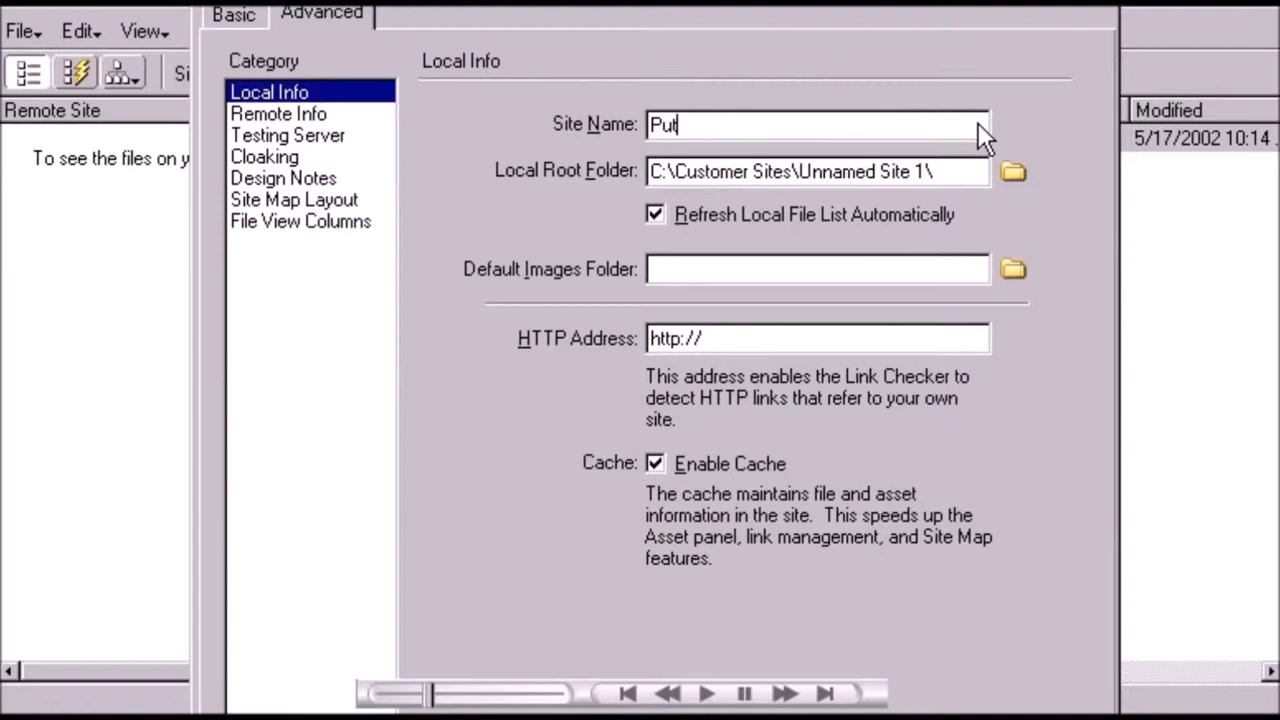 Basic Advanced
File Edit View
Si
Category
Local Info
Local Info
Remote Info
Testing Server
Cloaking
Design Notes
Site Map Layout
File View Columns
Site Name: Put
Local Root Folder: C:\Customer Sites\Unnamed Site 1\
Refresh Local File List Automatically
Default Images Folder:
HTTP Address: http://
This address enables the Link Checker to
detect HTTP links that refer to your own
site.
Cache: Enable Cache
The cache maintains file and asset
information in the site. This speeds up the
Asset panel, link management, and Site Map
features.
Remote Site
To see the files on y
Modified
5/17/2002 10:14